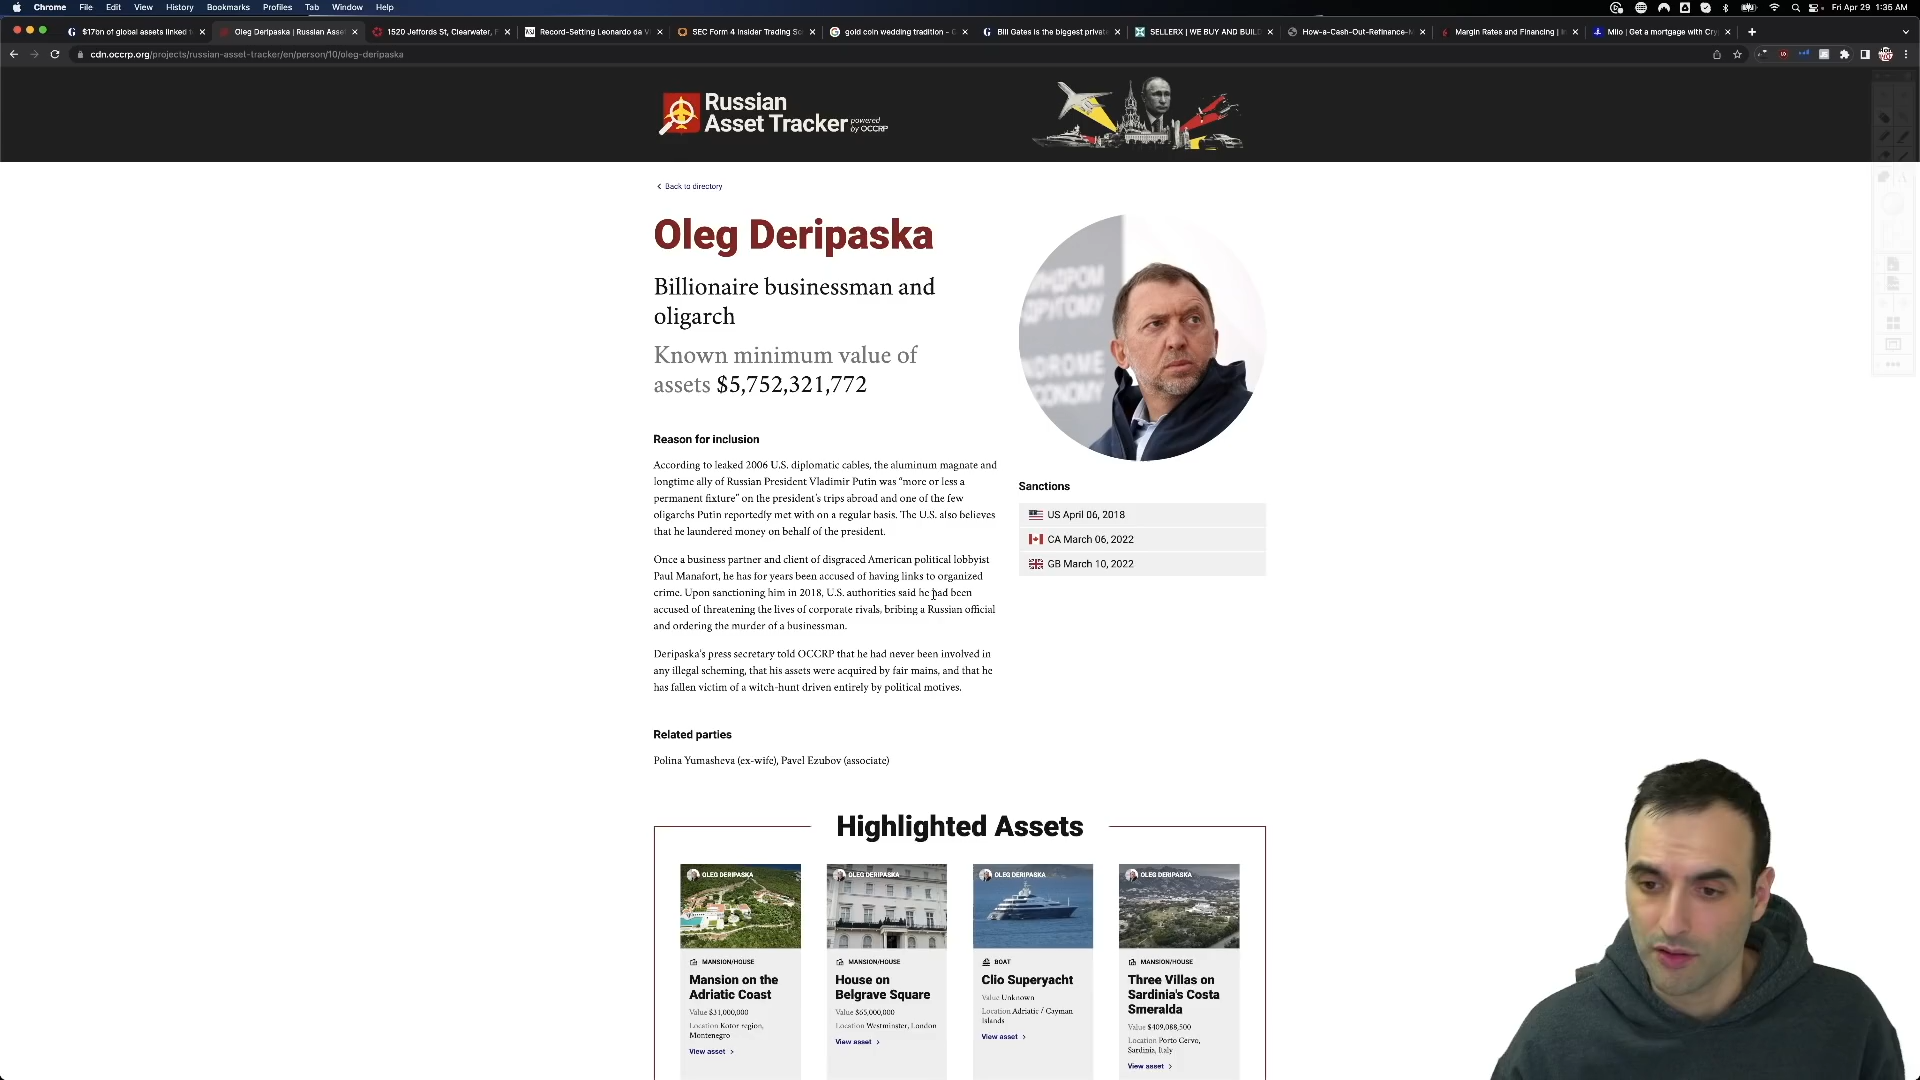 Chrome File Edit View History Bookmarks Profiles Tab Window Help
Fri Apr 29 1:35 AM
$17bn of global assets linked t
Oleg Deripaska | Russian Asse
1520 Jeffords St, Clearwater, F
Record-Setting Leonardo da V
SEC Form 4 Insider Trading Sc
gold coin wedding tradition - G
Bill Gates is the biggest private
SELLERX | WE BUY AND BUILD
How-a-Cash-Out-Refinance-M
Margin Rates and Financing | In
Milo | Get a mortgage with Cry
cdn.occrp.org/projects/russian-asset-tracker/en/person/10/oleg-deripaska
Russian
Asset Tracker powered
by OCCRP
Back to directory
Oleg Deripaska
Billionaire businessman and
oligarch
Known minimum value of
assets $5,752,321,772
Reason for inclusion
According to leaked 2006 U.S. diplomatic cables, the aluminum magnate and
longtime ally of Russian President Vladimir Putin was “more or less a
permanent fixture” on the president’s trips abroad and one of the few
oligarchs Putin reportedly met with on a regular basis. The U.S. also believes
that he laundered money on behalf of the president.
Once a business partner and client of disgraced American political lobbyist
Paul Manafort, he has for years been accused of having links to organized
crime. Upon sanctioning him in 2018, U.S. authorities said he had been
accused of threatening the lives of corporate rivals, bribing a Russian official
and ordering the murder of a businessman.
Deripaska’s press secretary told OCCRP that he had never been involved in
any illegal scheming, that his assets were acquired by fair mains, and that he
has fallen victim of a witch-hunt driven entirely by political motives.
Sanctions
US April 06, 2018
CA March 06, 2022
GB March 10, 2022
Related parties
Polina Yumasheva (ex-wife), Pavel Ezubov (associate)
Highlighted Assets
OLEG DERIPASKA
MANSION/HOUSE
Mansion on the
Adriatic Coast
Value $31,000,000
Location Kotor region,
Montenegro
View asset
OLEG DERIPASKA
MANSION/HOUSE
House on
Belgrave Square
Value $65,000,000
Location Westminster, London
View asset
OLEG DERIPASKA
BOAT
Clio Superyacht
Value Unknown
Location Adriatic / Cayman
Islands
View asset
OLEG DERIPASKA
MANSION/HOUSE
Three Villas on
Sardinia's Costa
Smeralda
Value $409,088,500
Location Porto Cervo,
Sardinia, Italy
View asset